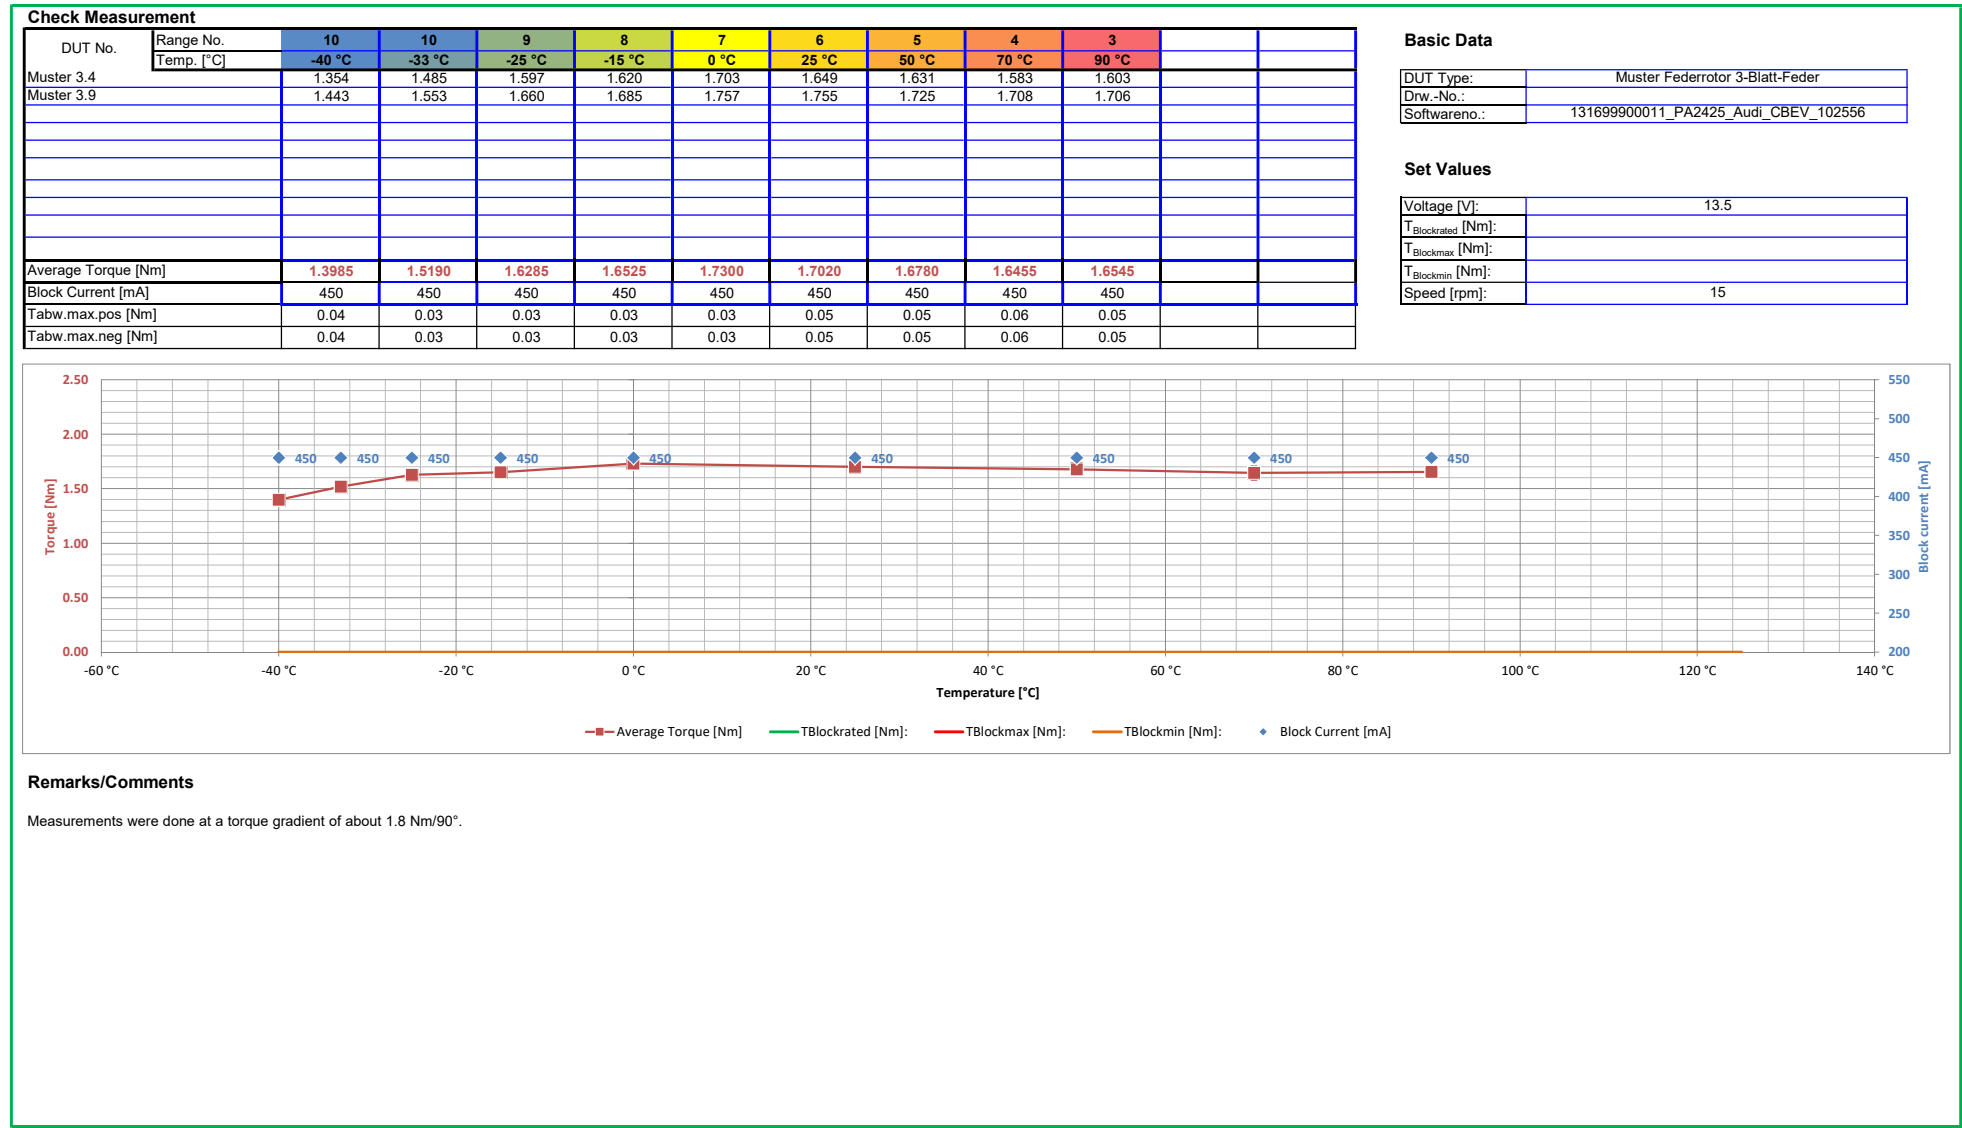 Check Measurement
DUT No. Range No. 10 10 9 8 7 6 5 4 3
Temp. [°C] -40 °C -33 °C -25 °C -15 °C 0 °C 25 °C 50 °C 70 °C 90 °C
Muster 3.4 1.354 1.485 1.597 1.620 1.703 1.649 1.631 1.583 1.603
Muster 3.9 1.443 1.553 1.660 1.685 1.757 1.755 1.725 1.708 1.706
Average Torque [Nm] 1.3985 1.5190 1.6285 1.6525 1.7300 1.7020 1.6780 1.6455 1.6545
Block Current [mA] 450 450 450 450 450 450 450 450 450
Tabw.max.pos [Nm] 0.04 0.03 0.03 0.03 0.03 0.05 0.05 0.06 0.05
Tabw.max.neg [Nm] 0.04 0.03 0.03 0.03 0.03 0.05 0.05 0.06 0.05
Basic Data
DUT Type: Muster Federrotor 3-Blatt-Feder
Drw.-No.:
Softwareno.: 131699900011_PA2425_Audi_CBEV_102556
Set Values
Voltage [V]: 13.5
TBlockrated [Nm]:
TBlockmax [Nm]:
TBlockmin [Nm]:
Speed [rpm]: 15
2.50
2.00
1.50
1.00
0.50
0.00
Torque [Nm]
450 450 450 450 450 450 450 450 450
550
500
450
400
350
300
250
200
Block current [mA]
-60 °C -40 °C -20 °C 0 °C 20 °C 40 °C 60 °C 80 °C 100 °C 120 °C 140 °C
Temperature [°C]
Average Torque [Nm] TBlockrated [Nm]: TBlockmax [Nm]: TBlockmin [Nm]: Block Current [mA]
Remarks/Comments
Measurements were done at a torque gradient of about 1.8 Nm/90°.